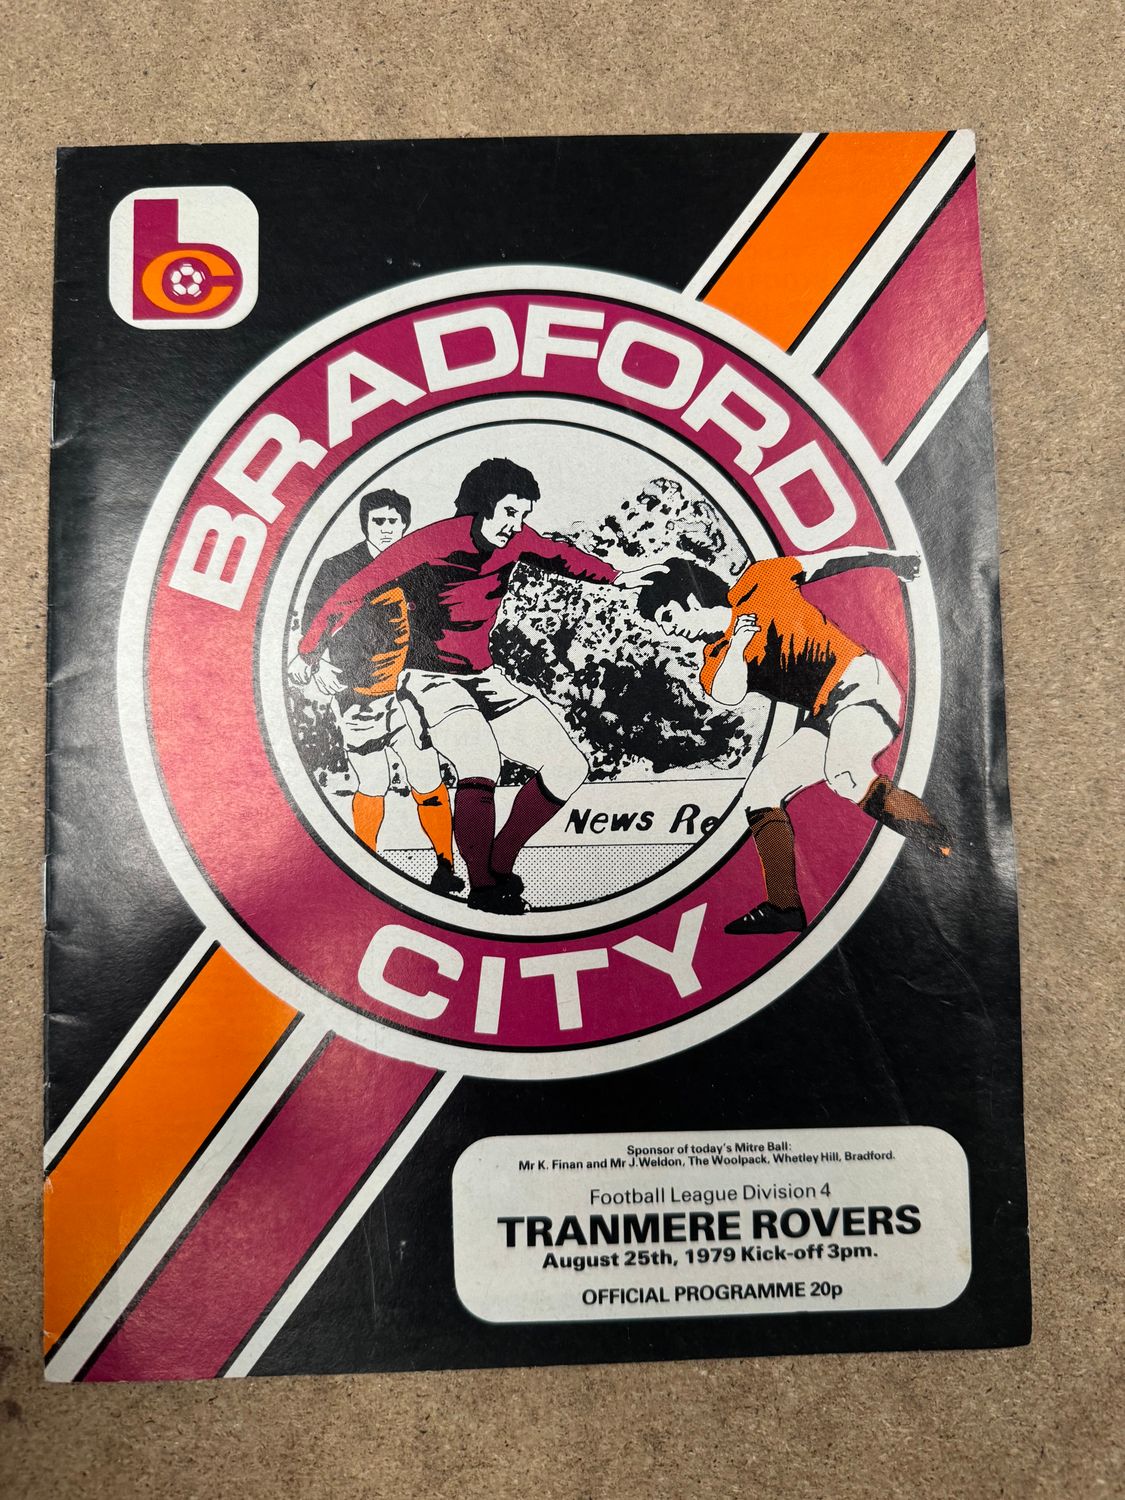 bc
BRADFORD
News Re
CITY
Sponsor of today's Mitre Ball:
Mr K. Finan and Mr J. Weldon, The Woolpack, Whetley Hill, Bradford.
Football League Division 4
TRANMERE ROVERS
August 25th, 1979 Kick-off 3pm.
OFFICIAL PROGRAMME 20p